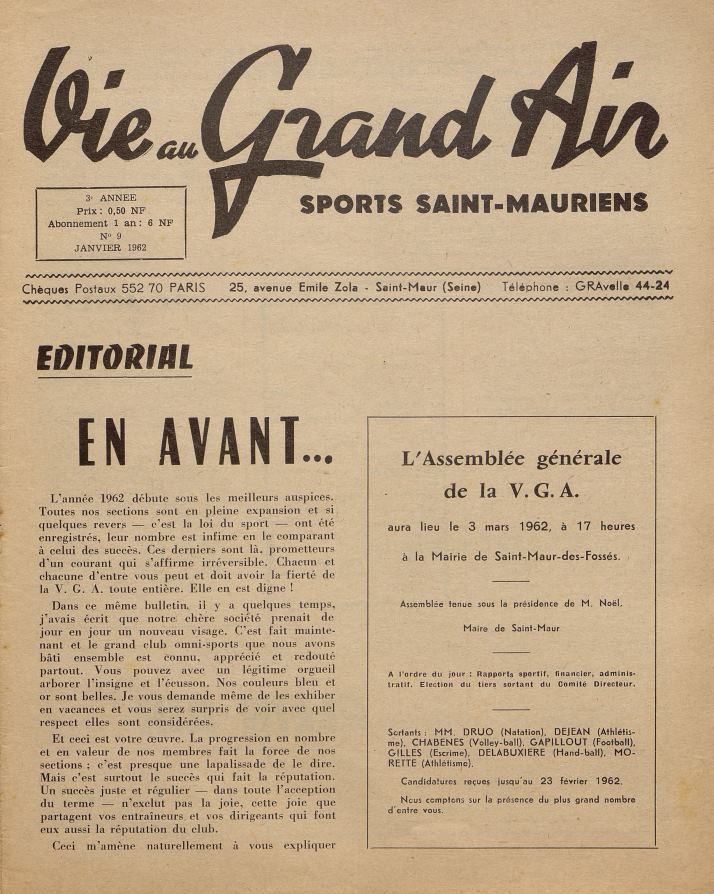 Vie au Grand Air
SPORTS SAINT-MAURIENS
3e ANNEE
Prix : 0,50 NF
Abonnement 1 an : 6 NF
No 9
JANVIER 1962
Chèques Postaux 552 70 PARIS 25, avenue Emile Zola - Saint-Maur (Seine) Téléphone : GRAvelle 44-24
EDITORIAL
EN AVANT...
L'année 1962 débute sous les meilleurs auspices.
Toutes nos sections sont en pleine expansion et si
quelques revers — c'est la loi du sport — ont été
enregistrés, leur nombre est infime en le comparant
à celui des succès. Ces derniers sont là, prometteurs
d'un courant qui s'affirme irréversible. Chacun et
chacune d'entre vous peut et doit avoir la fierté de
la V. G. A. toute entière. Elle en est digne !
Dans ce même bulletin, il y a quelques temps,
j'avais écrit que notre chère société prenait de
jour en jour un nouveau visage. C'est fait mainte-
nant et le grand club omni-sports que nous avons
bâti ensemble est connu, apprécié et redouté
partout. Vous pouvez avec un légitime orgueil
arborer l'insigne et l'écusson. Nos couleurs bleu et
or sont belles. Je vous demande même de les exhiber
en vacances et vous serez surpris de voir avec quel
respect elles sont considérées.
Et ceci est votre œuvre. La progression en nombre
et en valeur de nos membres fait la force de nos
sections ; c'est presque une lapalissade de le dire.
Mais c'est surtout le succès qui fait la réputation.
Un succès juste et régulier — dans toute l'acception
du terme — n'exclut pas la joie, cette joie que
partagent vos entraîneurs et vos dirigeants qui font
eux aussi la réputation du club.
Ceci m'amène naturellement à vous expliquer
L'Assemblée générale
de la V. G. A.
aura lieu le 3 mars 1962, à 17 heures
à la Mairie de Saint-Maur-des-Fossés.
Assemblée tenue sous la présidence de M. Noël,
Maire de Saint-Maur
A l'ordre du jour : Rapports sportif, financier, adminis-
tratif. Election du tiers sortant du Comité Directeur.
Sortants : MM. DRUO (Natation), DEJEAN (Athlétis-
me), CHABENES (Volley-ball), GAPILLOUT (Football),
GILLES (Escrime), DELABUXIERE (Hand-ball), MO-
RETTE (Athlétisme).
Candidatures reçues jusqu'au 23 février 1962.
Nous comptons sur la présence du plus grand nombre
d'entre vous.